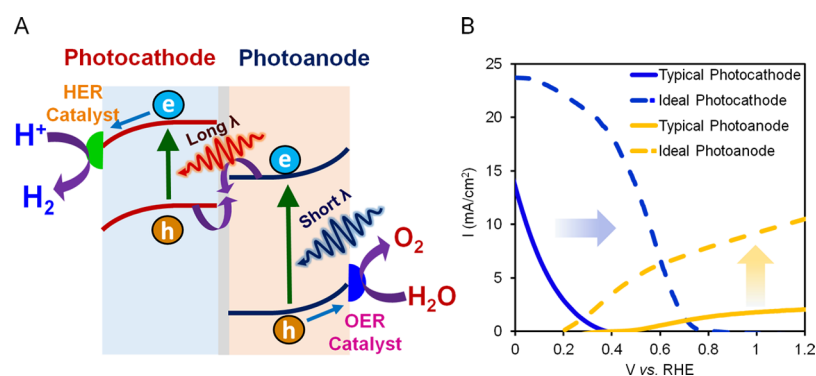 A
Photocathode
Photoanode
HER
Catalyst
e
Long λ
H⁺
H₂
e
h
Short λ
O₂
H₂O
h
OER
Catalyst
B
25
20
15
10
5
0
I (mA/cm²)
Typical Photocathode
Ideal Photocathode
Typical Photoanode
Ideal Photoanode
0
0.2
0.4
0.6
0.8
1
1.2
V vs. RHE